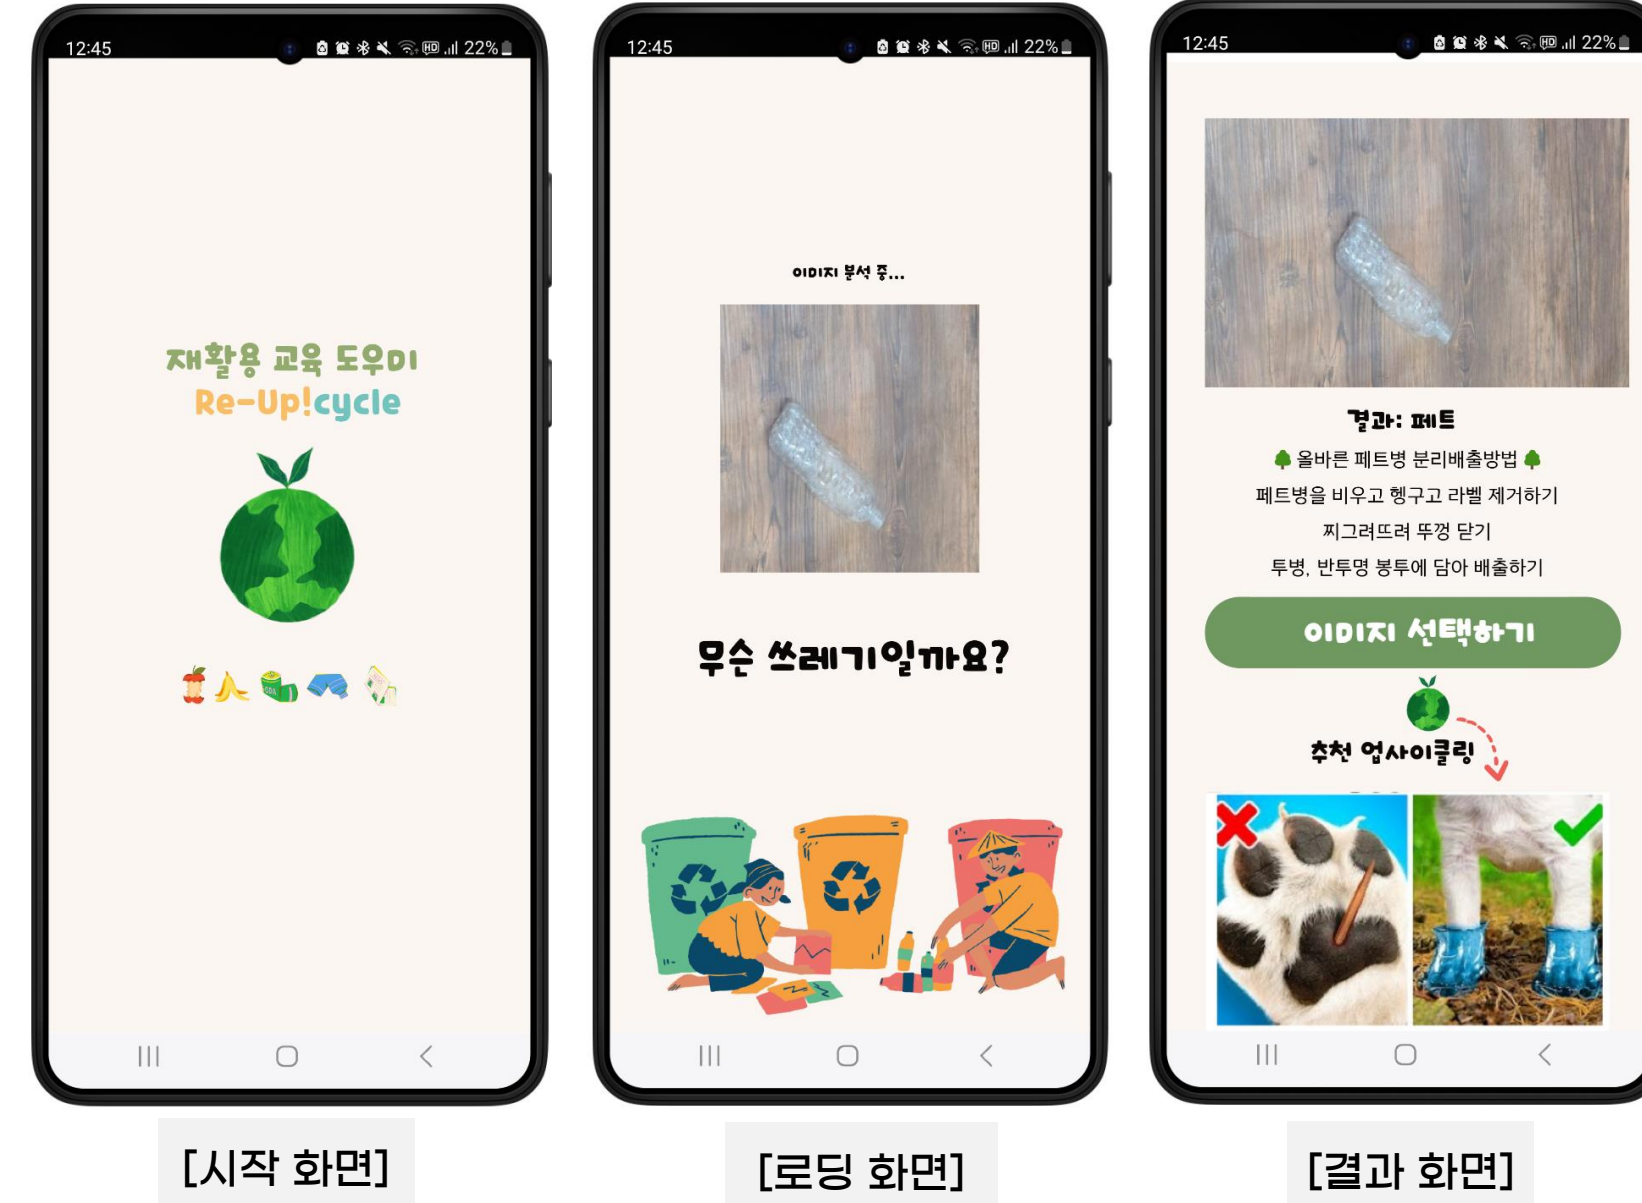 12:45
22%
재활용 교육 도우미
Re-Up!cycle
SODA
[시작 화면]
12:45
22%
이미지 분석 중...
무슨 쓰레기일까요?
[로딩 화면]
12:45
22%
결과: 페트
올바른 페트병 분리배출방법
페트병을 비우고 헹구고 라벨 제거하기
찌그려뜨려 뚜껑 닫기
투병, 반투명 봉투에 담아 배출하기
이미지 선택하기
추천 업사이클링
[결과 화면]